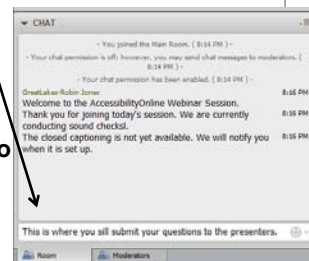 CHAT
- You joined the Main Room. ( 8:14 PM ) -
- Your chat permission is off; however, you may send chat messages to moderators. (
8:14 PM ) -
- Your chat permission has been enabled. ( 8:14 PM ) -
GreatLakes-Robin Jones 8:16 PM
Welcome to the AccessibilityOnline Webinar Session.
Thank you for joining today's session. We are currently 8:16 PM
conducting sound checksl.
The closed captioning is not yet available. We will notify you 8:16 PM
when it is set up.
o
This is where you sill submit your questions to the presenters.
Room Moderators